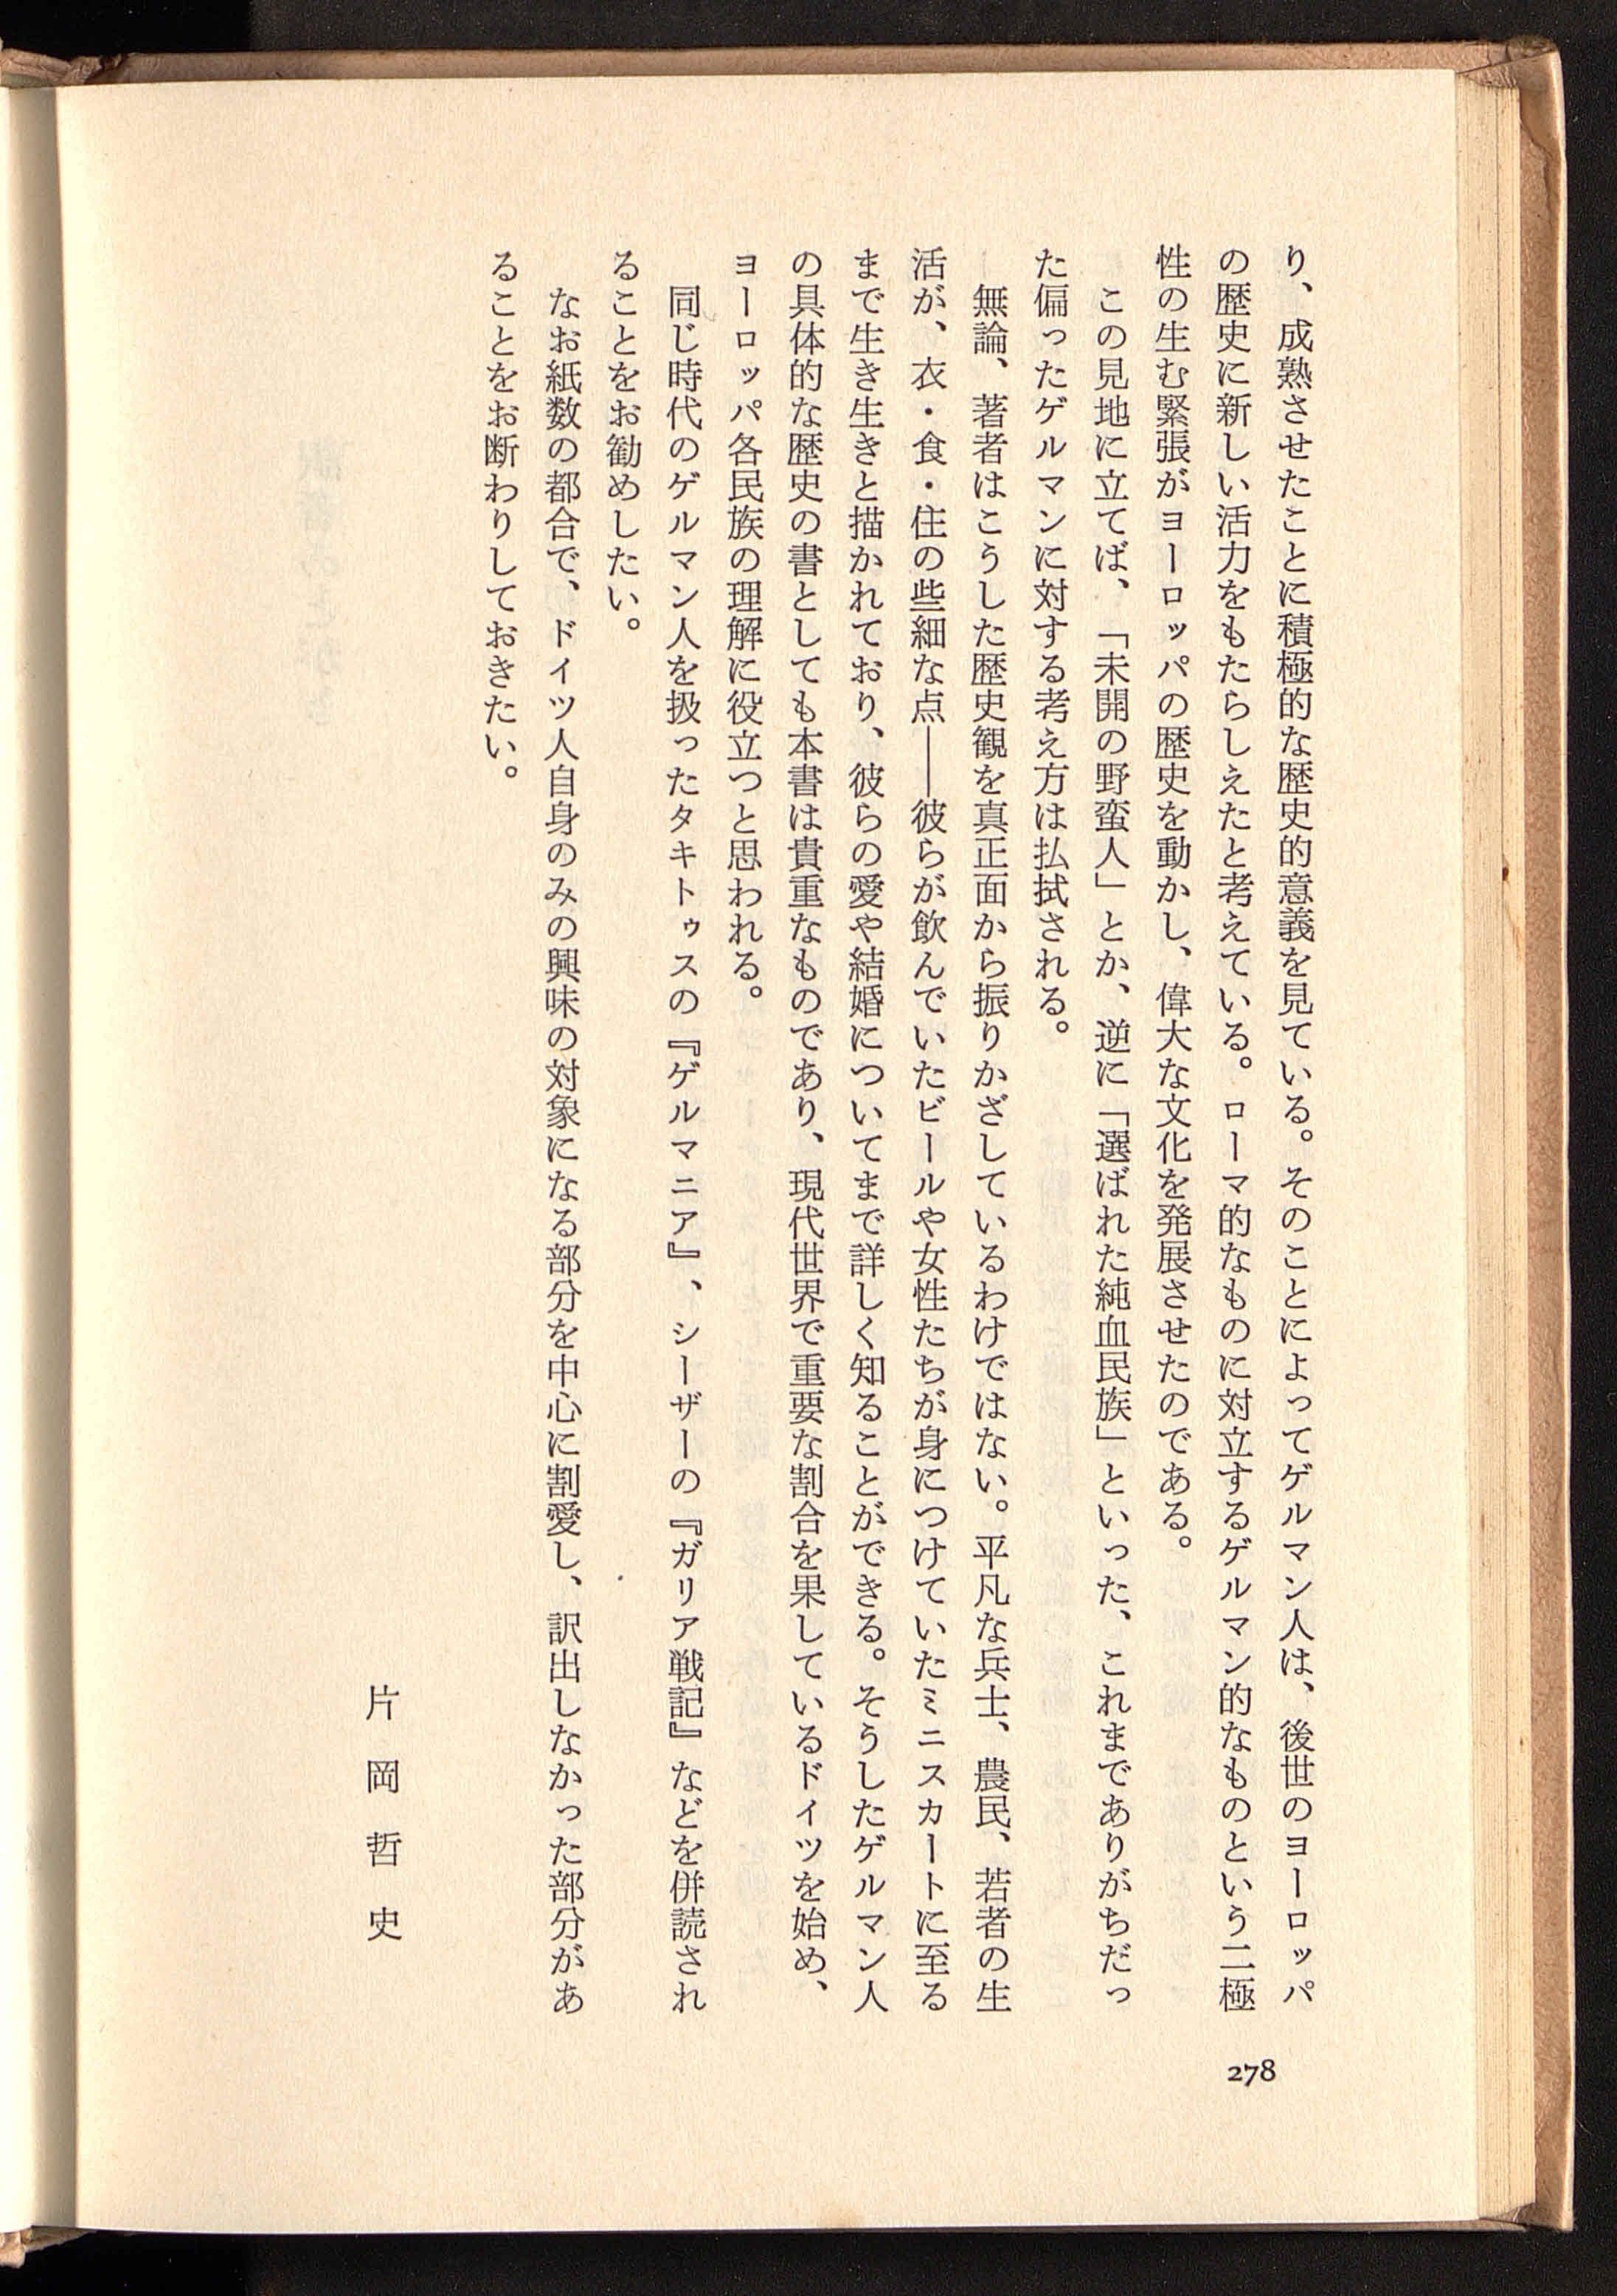 り、成熟させたことに積極的な歴史的意義を見ている。そのことによってゲルマン人は、後世のヨーロッパ
の歴史に新しい活力をもたらしえたと考えている。ローマ的なものに対立するゲルマン的なものという二極
性の生む緊張がヨーロッパの歴史を動かし、偉大な文化を発展させたのである。
　この見地に立てば、「未開の野蛮人」とか、逆に「選ばれた純血民族」といった、これまでありがちだっ
た偏ったゲルマンに対する考え方は払拭される。
　無論、著者はこうした歴史観を真正面から振りかざしているわけではない。平凡な兵士、農民、若者の生
活が、衣・食・住の些細な点――彼らが飲んでいたビールや女性たちが身につけていたミニスカートに至る
まで生き生きと描かれており、彼らの愛や結婚についてまで詳しく知ることができる。そうしたゲルマン人
の具体的な歴史の書としても本書は貴重なものであり、現代世界で重要な割合を果しているドイツを始め、
ヨーロッパ各民族の理解に役立つと思われる。
　同じ時代のゲルマン人を扱ったタキトゥスの『ゲルマニア』、シーザーの『ガリア戦記』などを併読され
ることをお勧めしたい。
　なお紙数の都合で、ドイツ人自身のみの興味の対象になる部分を中心に割愛し、訳出しなかった部分があ
ることをお断わりしておきたい。
片岡哲史
278